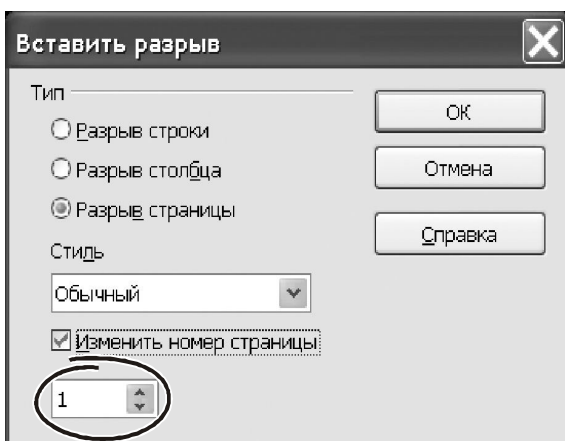 Вставить разрыв
Тип
Разрыв строки
Разрыв столбца
Разрыв страницы
Стиль
Обычный
Изменить номер страницы
1
ОК
Отмена
Справка